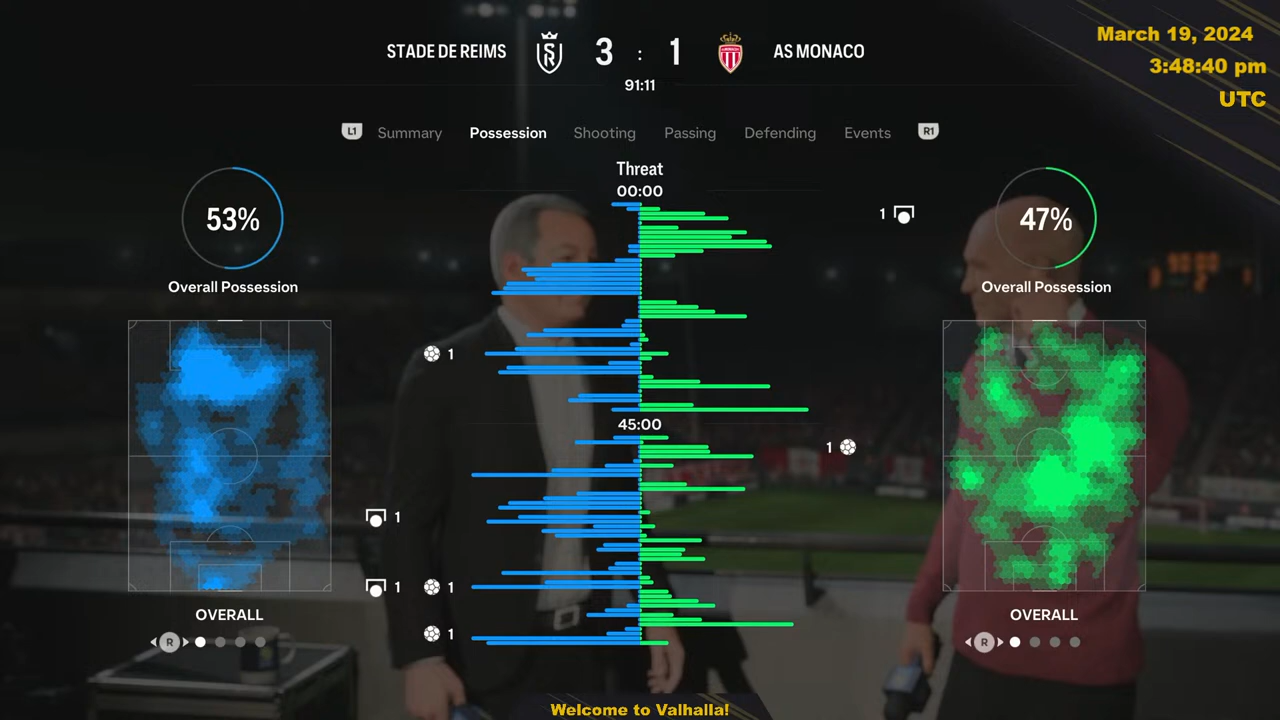 STADE DE REIMS 3 : 1 AS MONACO
91:11
March 19, 2024
3:48:40 pm
UTC
L1 Summary Possession Shooting Passing Defending Events R1
Threat
00:00
53%
Overall Possession
47%
Overall Possession
1
1
45:00
1
1
1 1
1
OVERALL
R
OVERALL
R
Welcome to Valhalla!